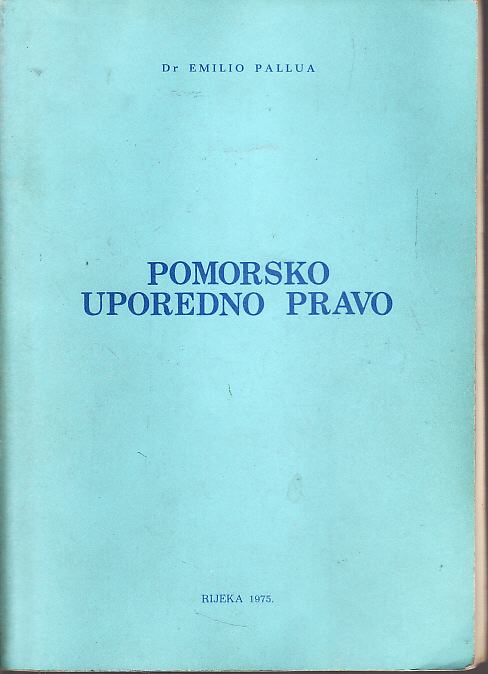 Dr EMILIO PALLUA
POMORSKO
UPOREDNO PRAVO
RIJEKA 1975.